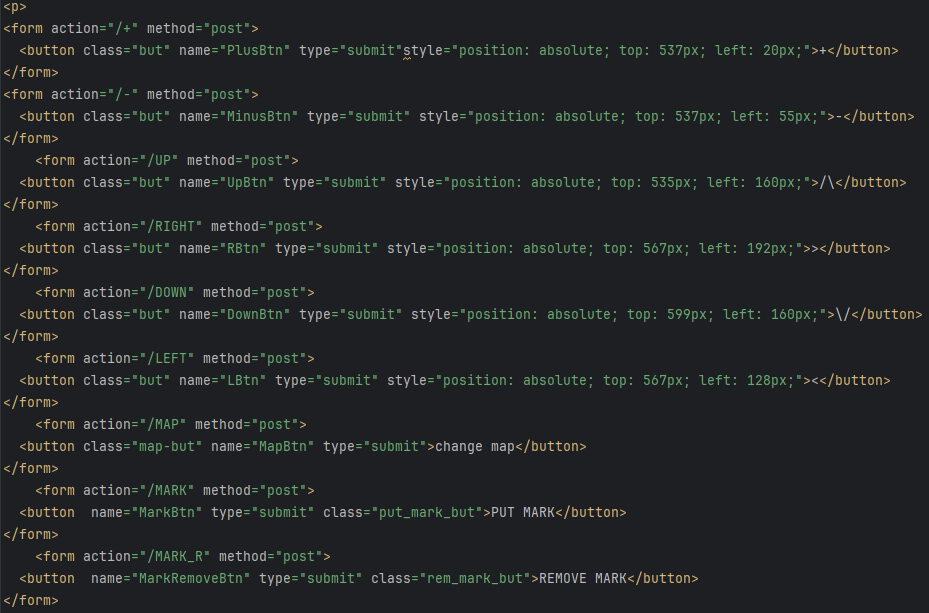 <p>
<form action="/+" method="post">
  <button class="but" name="PlusBtn" type="submit"style="position: absolute; top: 537px; left: 20px;">+</button>
</form>
<form action="/-" method="post">
  <button class="but" name="MinusBtn" type="submit" style="position: absolute; top: 537px; left: 55px;">-</button>
</form>
    <form action="/UP" method="post">
  <button class="but" name="UpBtn" type="submit" style="position: absolute; top: 535px; left: 160px;">/\</button>
</form>
    <form action="/RIGHT" method="post">
  <button class="but" name="RBtn" type="submit" style="position: absolute; top: 567px; left: 192px;">></button>
</form>
    <form action="/DOWN" method="post">
  <button class="but" name="DownBtn" type="submit" style="position: absolute; top: 599px; left: 160px;">\/</button>
</form>
    <form action="/LEFT" method="post">
  <button class="but" name="LBtn" type="submit" style="position: absolute; top: 567px; left: 128px;"><</button>
</form>
    <form action="/MAP" method="post">
  <button class="map-but" name="MapBtn" type="submit">change map</button>
</form>
    <form action="/MARK" method="post">
  <button  name="MarkBtn" type="submit" class="put_mark_but">PUT MARK</button>
</form>
    <form action="/MARK_R" method="post">
  <button  name="MarkRemoveBtn" type="submit" class="rem_mark_but">REMOVE MARK</button>
</form>